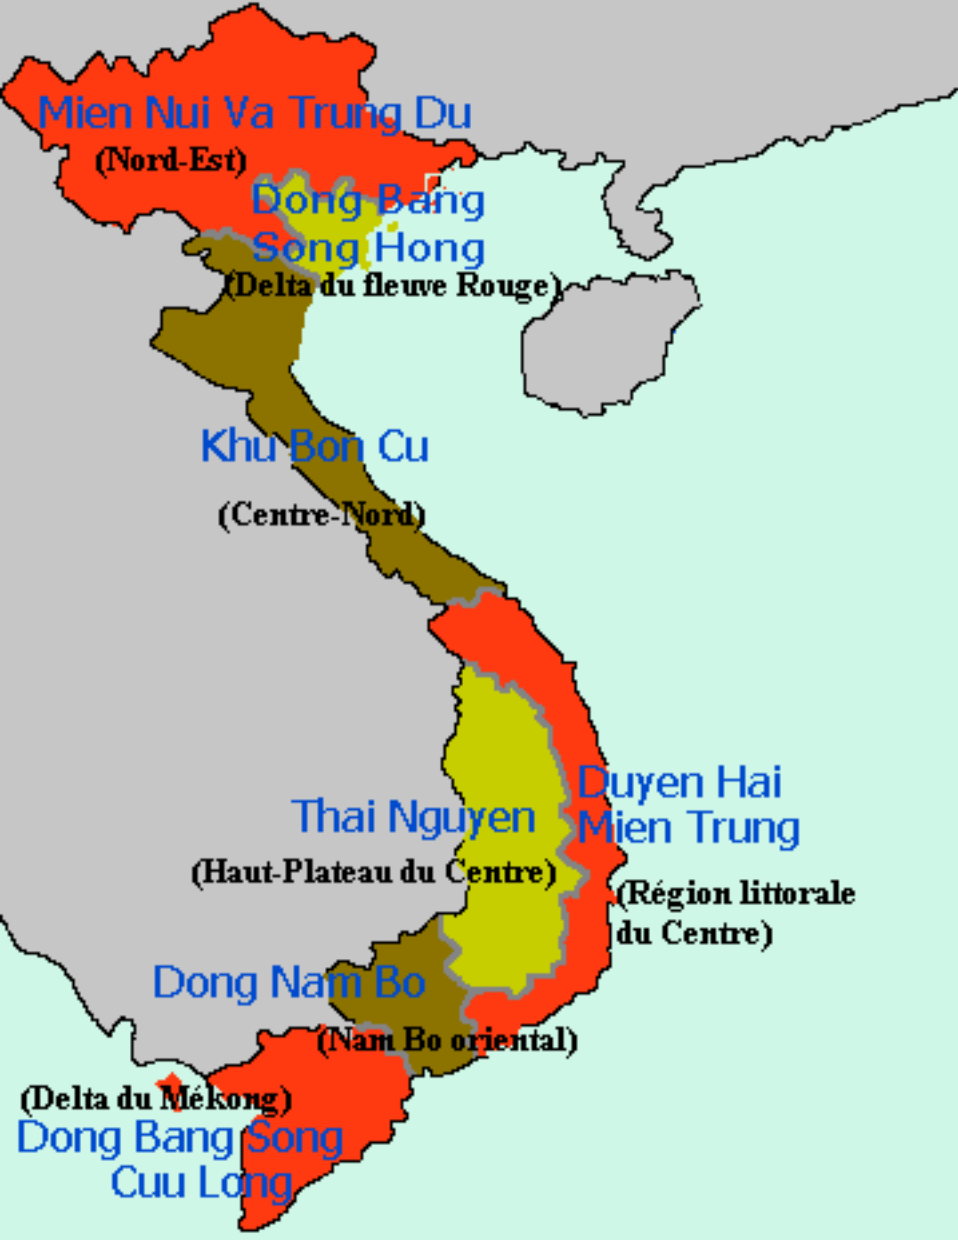 Mien Nui Va Trung Du
(Nord-Est)
Dong Bang
Song Hong
(Delta du fleuve Rouge)
Khu Bon Cu
(Centre-Nord)
Duyen Hai
Mien Trung
Thai Nguyen
(Haut-Plateau du Centre)
(Région littorale
du Centre)
Dong Nam Bo
(Nam Bo oriental)
(Delta du Mékong)
Dong Bang Song
Cuu Long